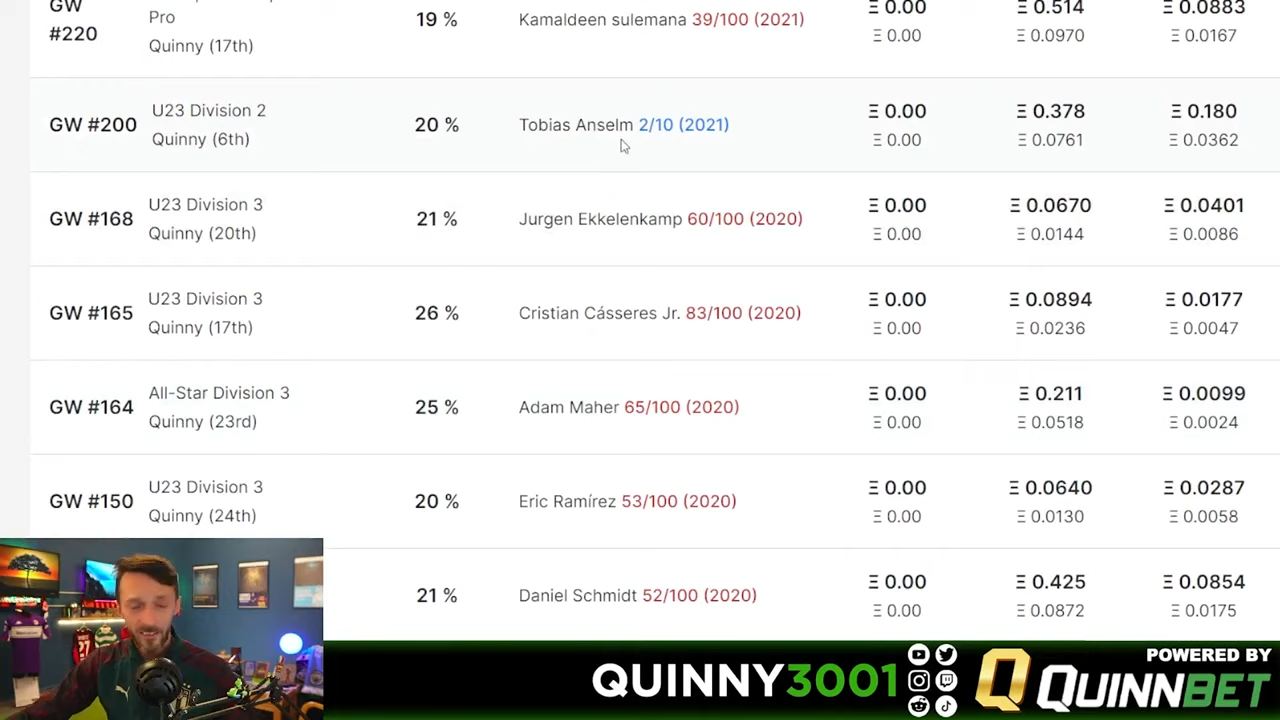 GW
#220
Pro
Quinny (17th)
19 %
Kamaldeen sulemana 39/100 (2021)
Ξ 0.00
Ξ 0.00
Ξ 0.514
Ξ 0.0970
Ξ 0.0883
Ξ 0.0167
GW #200
U23 Division 2
Quinny (6th)
20 %
Tobias Anselm 2/10 (2021)
Ξ 0.00
Ξ 0.00
Ξ 0.378
Ξ 0.0761
Ξ 0.180
Ξ 0.0362
GW #168
U23 Division 3
Quinny (20th)
21 %
Jurgen Ekkelenkamp 60/100 (2020)
Ξ 0.00
Ξ 0.00
Ξ 0.0670
Ξ 0.0144
Ξ 0.0401
Ξ 0.0086
GW #165
U23 Division 3
Quinny (17th)
26 %
Cristian Cásseres Jr. 83/100 (2020)
Ξ 0.00
Ξ 0.00
Ξ 0.0894
Ξ 0.0236
Ξ 0.0177
Ξ 0.0047
GW #164
All-Star Division 3
Quinny (23rd)
25 %
Adam Maher 65/100 (2020)
Ξ 0.00
Ξ 0.00
Ξ 0.211
Ξ 0.0518
Ξ 0.0099
Ξ 0.0024
GW #150
U23 Division 3
Quinny (24th)
20 %
Eric Ramírez 53/100 (2020)
Ξ 0.00
Ξ 0.00
Ξ 0.0640
Ξ 0.0130
Ξ 0.0287
Ξ 0.0058
21 %
Daniel Schmidt 52/100 (2020)
Ξ 0.00
Ξ 0.00
Ξ 0.425
Ξ 0.0872
Ξ 0.0854
Ξ 0.0175
27
QUINNY3001
POWERED BY
QUINNBET